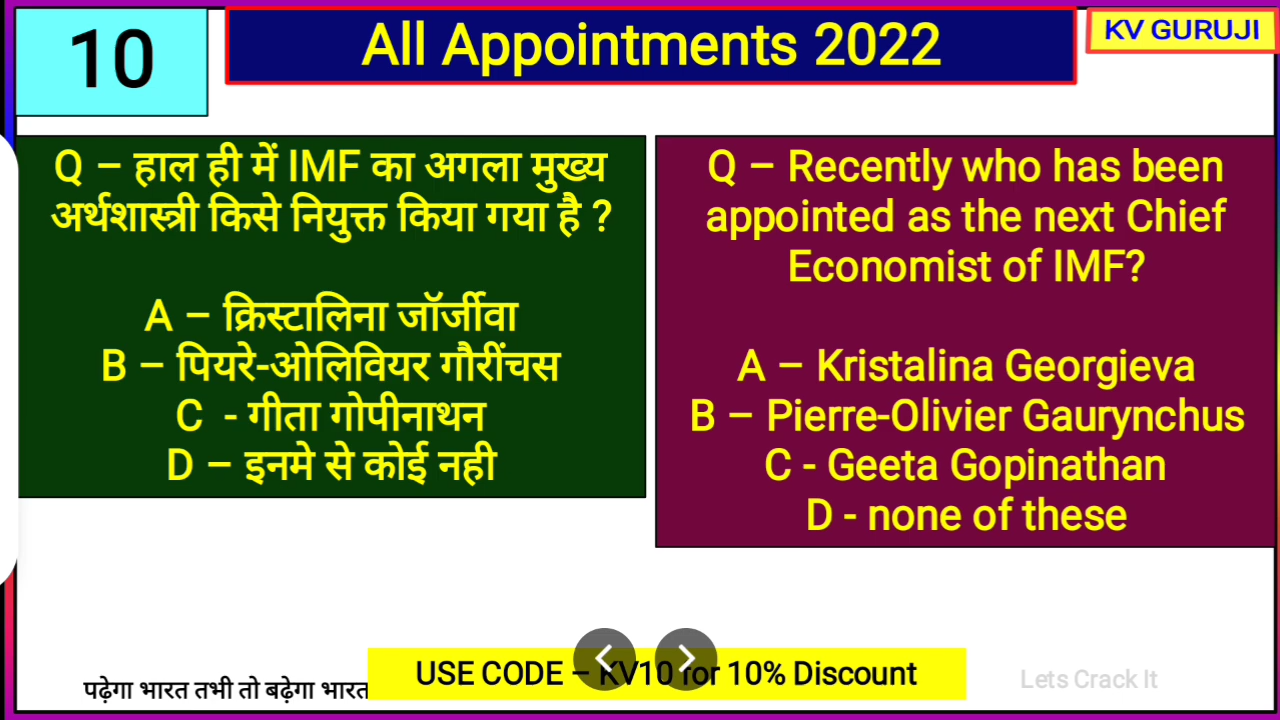 10
All Appointments 2022
KV GURUJI
Q – हाल ही में IMF का अगला मुख्य
अर्थशास्त्री किसे नियुक्त किया गया है ?
A – क्रिस्टालिना जॉर्जीवा
B – पियरे-ओलिवियर गौरींचस
C - गीता गोपीनाथन
D – इनमे से कोई नही
Q – Recently who has been
appointed as the next Chief
Economist of IMF?
A – Kristalina Georgieva
B – Pierre-Olivier Gaurynchus
C - Geeta Gopinathan
D - none of these
पढ़ेगा भारत तभी तो बढ़ेगा भारत
USE CODE – KV10 for 10% Discount
Lets Crack It